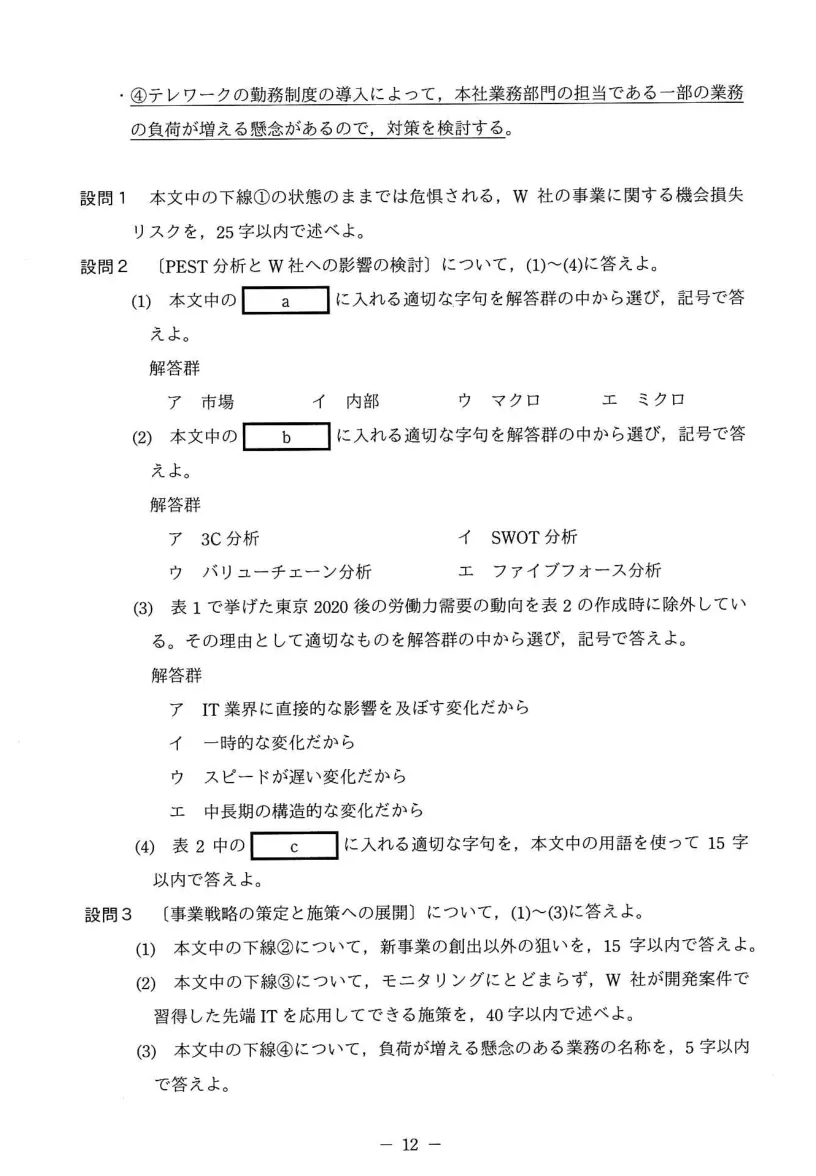 ・④テレワークの勤務制度の導入によって，本社業務部門の担当である一部の業務
の負荷が増える懸念があるので，対策を検討する。
設問1　本文中の下線①の状態のままでは危惧される，W 社の事業に関する機会損失
リスクを，25 字以内で述べよ。
設問2　〔PEST 分析と W 社への影響の検討〕について，(1)～(4)に答えよ。
(1)　本文中の a に入れる適切な字句を解答群の中から選び，記号で答
えよ。
解答群
ア　市場　イ　内部　ウ　マクロ　エ　ミクロ
(2)　本文中の b に入れる適切な字句を解答群の中から選び，記号で答
えよ。
解答群
ア　3C 分析　イ　SWOT 分析
ウ　バリューチェーン分析　エ　ファイブフォース分析
(3)　表 1 で挙げた東京 2020 後の労働力需要の動向を表 2 の作成時に除外してい
る。その理由として適切なものを解答群の中から選び，記号で答えよ。
解答群
ア　IT 業界に直接的な影響を及ぼす変化だから
イ　一時的な変化だから
ウ　スピードが遅い変化だから
エ　中長期の構造的な変化だから
(4)　表 2 中の c に入れる適切な字句を，本文中の用語を使って 15 字
以内で答えよ。
設問3　〔事業戦略の策定と施策への展開〕について，(1)～(3)に答えよ。
(1)　本文中の下線②について，新事業の創出以外の狙いを，15 字以内で答えよ。
(2)　本文中の下線③について，モニタリングにとどまらず，W 社が開発案件で
習得した先端 IT を応用してできる施策を，40 字以内で述べよ。
(3)　本文中の下線④について，負荷が増える懸念のある業務の名称を，5 字以内
で答えよ。
－ 12 －